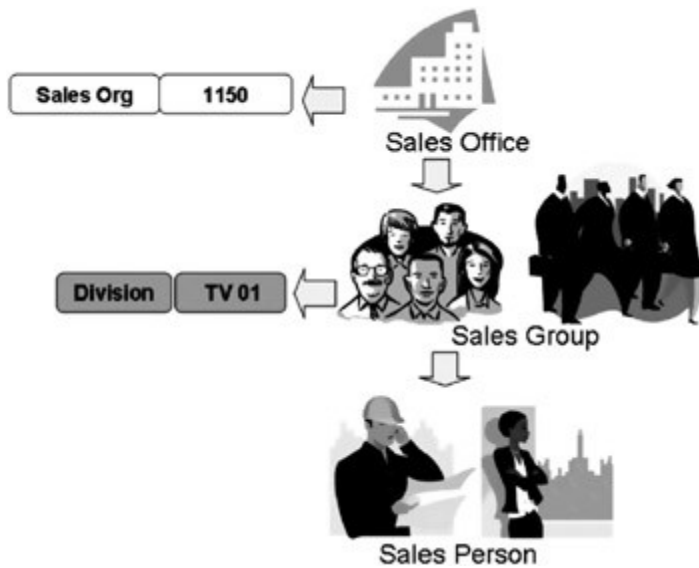 Sales Org 1150
Sales Office
Division TV 01
Sales Group
Sales Person